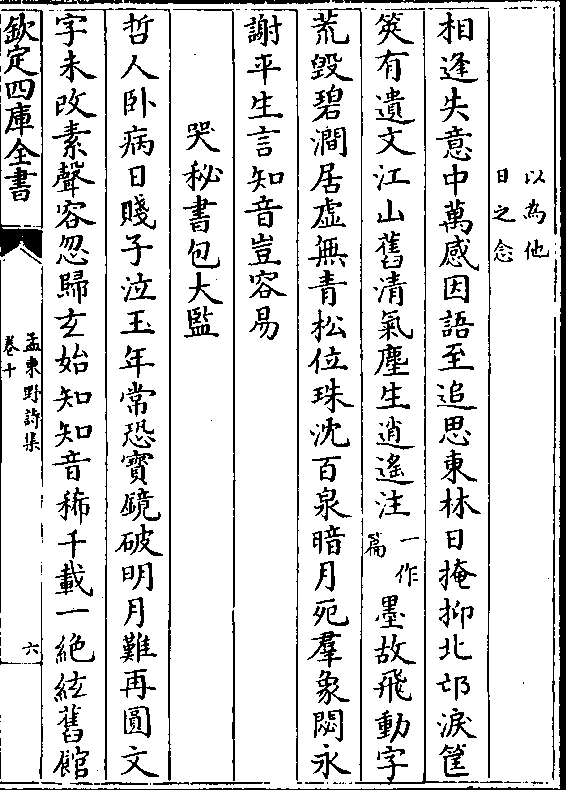 以為他
日之念
相逢失意中萬感因語至追思東林日掩抑北邙淚筐
筴有遺文江山舊清氣塵生逍遙注一作篇墨故飛動字
荒毀碧澗居虛無青松位珠沈百泉暗月死羣象閟永
謝平生言知音豈容易
哭秘書包大監
哲人卧病日賤子泣玉年常恐寶鏡破明月難再圓文
字未改素聲容忽歸玄始知知音稀千載一絕絃舊館
欽定四庫全書
孟東野詩集
卷十
六